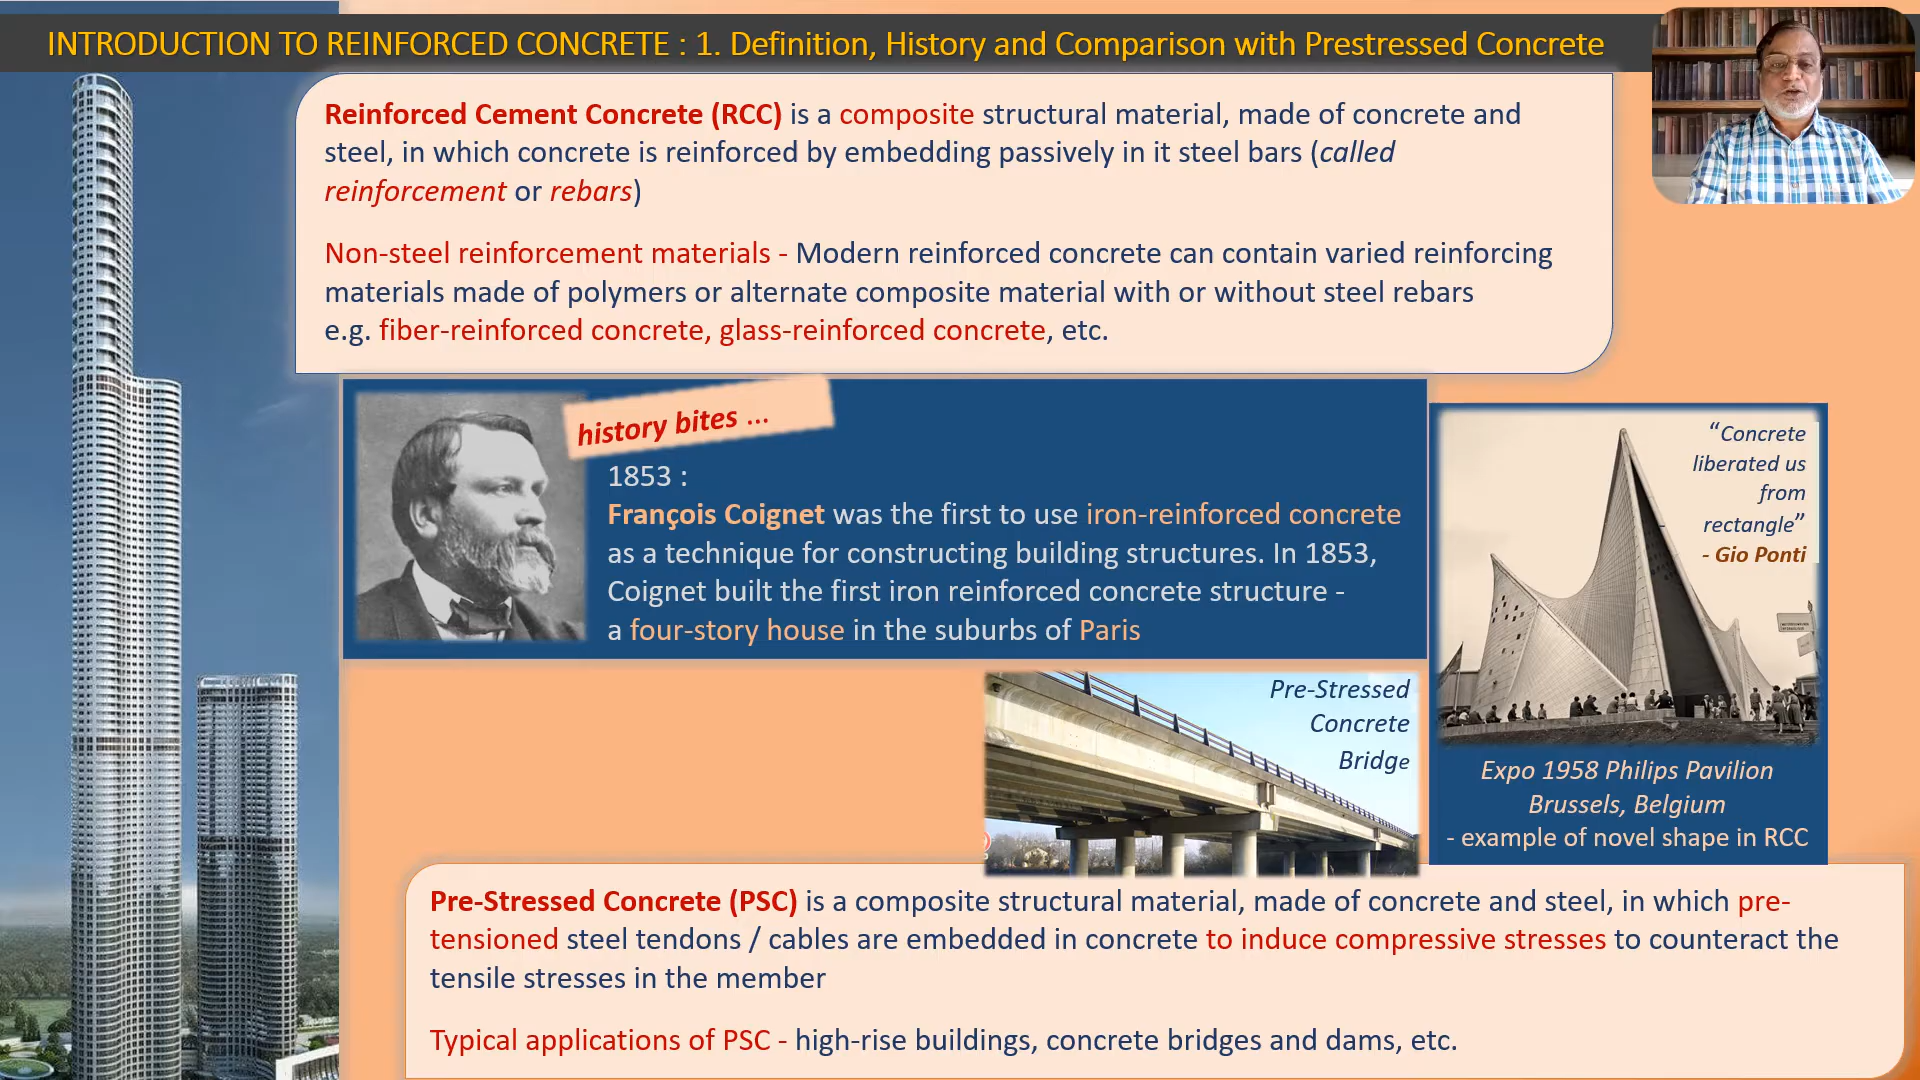 INTRODUCTION TO REINFORCED CONCRETE : 1. Definition, History and Comparison with Prestressed Concrete
Reinforced Cement Concrete (RCC) is a composite structural material, made of concrete and
steel, in which concrete is reinforced by embedding passively in it steel bars (called
reinforcement or rebars)
Non-steel reinforcement materials - Modern reinforced concrete can contain varied reinforcing
materials made of polymers or alternate composite material with or without steel rebars
e.g. fiber-reinforced concrete, glass-reinforced concrete, etc.
history bites ...
1853 :
François Coignet was the first to use iron-reinforced concrete
as a technique for constructing building structures. In 1853,
Coignet built the first iron reinforced concrete structure -
a four-story house in the suburbs of Paris
“Concrete
liberated us
from
rectangle”
- Gio Ponti
Expo 1958 Philips Pavilion
Brussels, Belgium
- example of novel shape in RCC
Pre-Stressed
Concrete
Bridge
Pre-Stressed Concrete (PSC) is a composite structural material, made of concrete and steel, in which pre-
tensioned steel tendons / cables are embedded in concrete to induce compressive stresses to counteract the
tensile stresses in the member
Typical applications of PSC - high-rise buildings, concrete bridges and dams, etc.